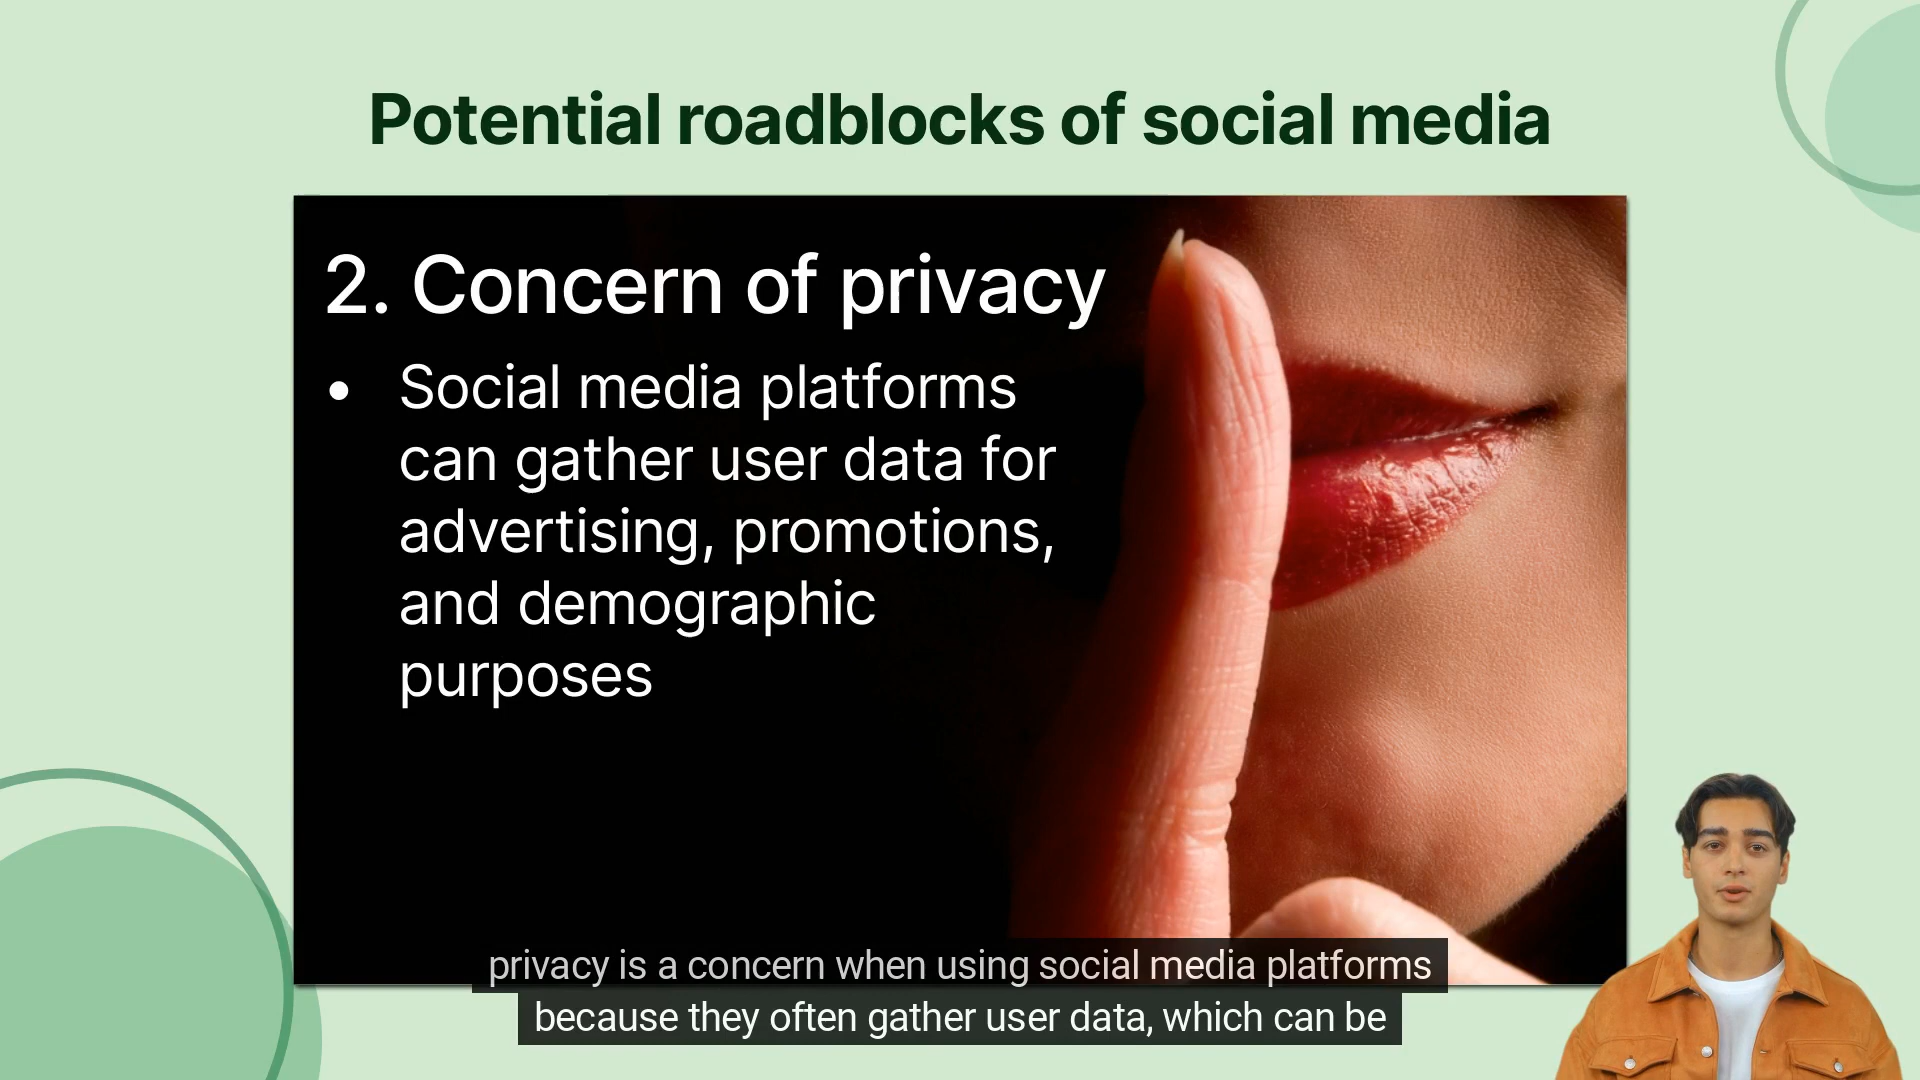 Potential roadblocks of social media
2. Concern of privacy
• Social media platforms
can gather user data for
advertising, promotions,
and demographic
purposes
privacy is a concern when using social media platforms
because they often gather user data, which can be